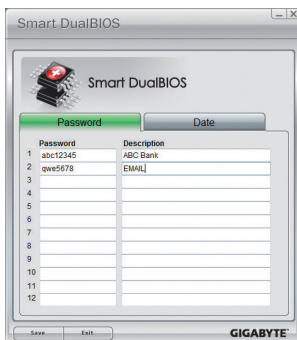 Smart DualBIOS
Smart DualBIOS
Password Date
Password Description
1 abc12345 ABC Bank
2 qwe5678 EMAIL
3
4
5
6
7
8
9
10
11
12
Save Exit GIGABYTE